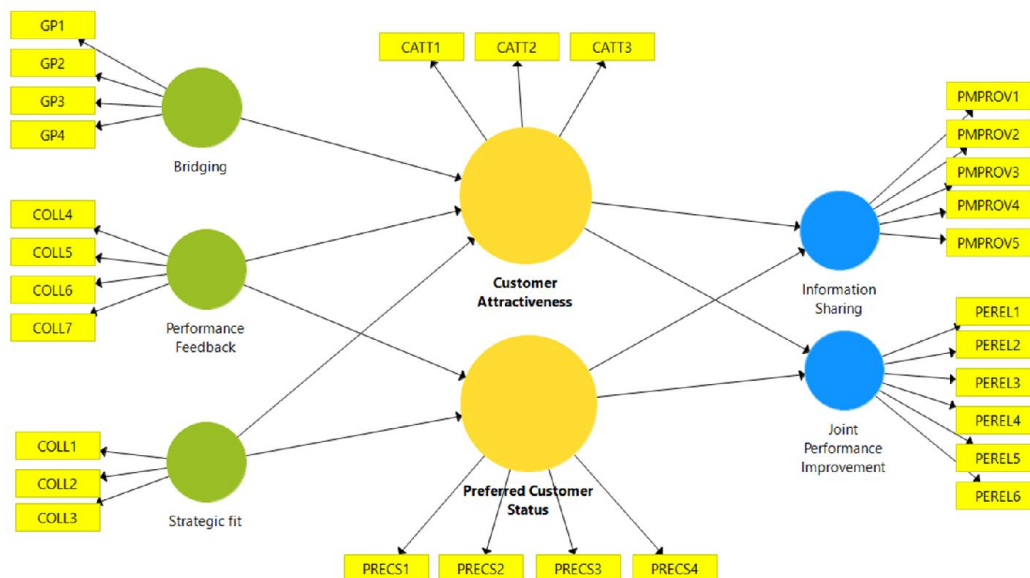 GP1
GP2
GP3
GP4
Bridging
CATT1
CATT2
CATT3
Customer
Attractiveness
PMPROV1
PMPROV2
PMPROV3
PMPROV4
PMPROV5
Information
Sharing
COLL4
COLL5
COLL6
COLL7
Performance
Feedback
COLL1
COLL2
COLL3
Strategic fit
Preferred Customer
Status
PRECS1
PRECS2
PRECS3
PRECS4
PEREL1
PEREL2
PEREL3
PEREL4
PEREL5
PEREL6
Joint
Performance
Improvement